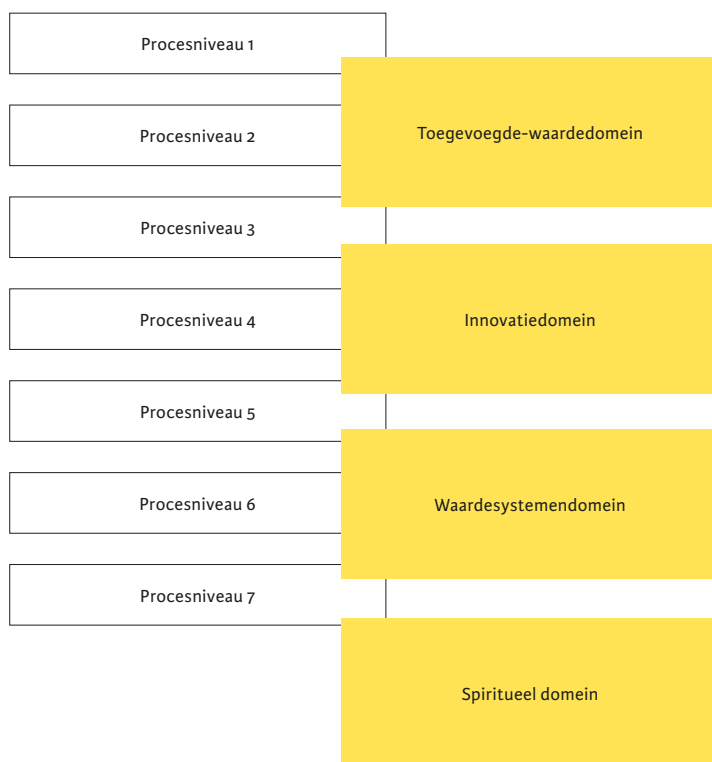 Procesniveau 1
Procesniveau 2
Toegevoegde-waardedomein
Procesniveau 3
Procesniveau 4
Innovatiedomein
Procesniveau 5
Procesniveau 6
Waardesystemendomein
Procesniveau 7
Spiritueel domein